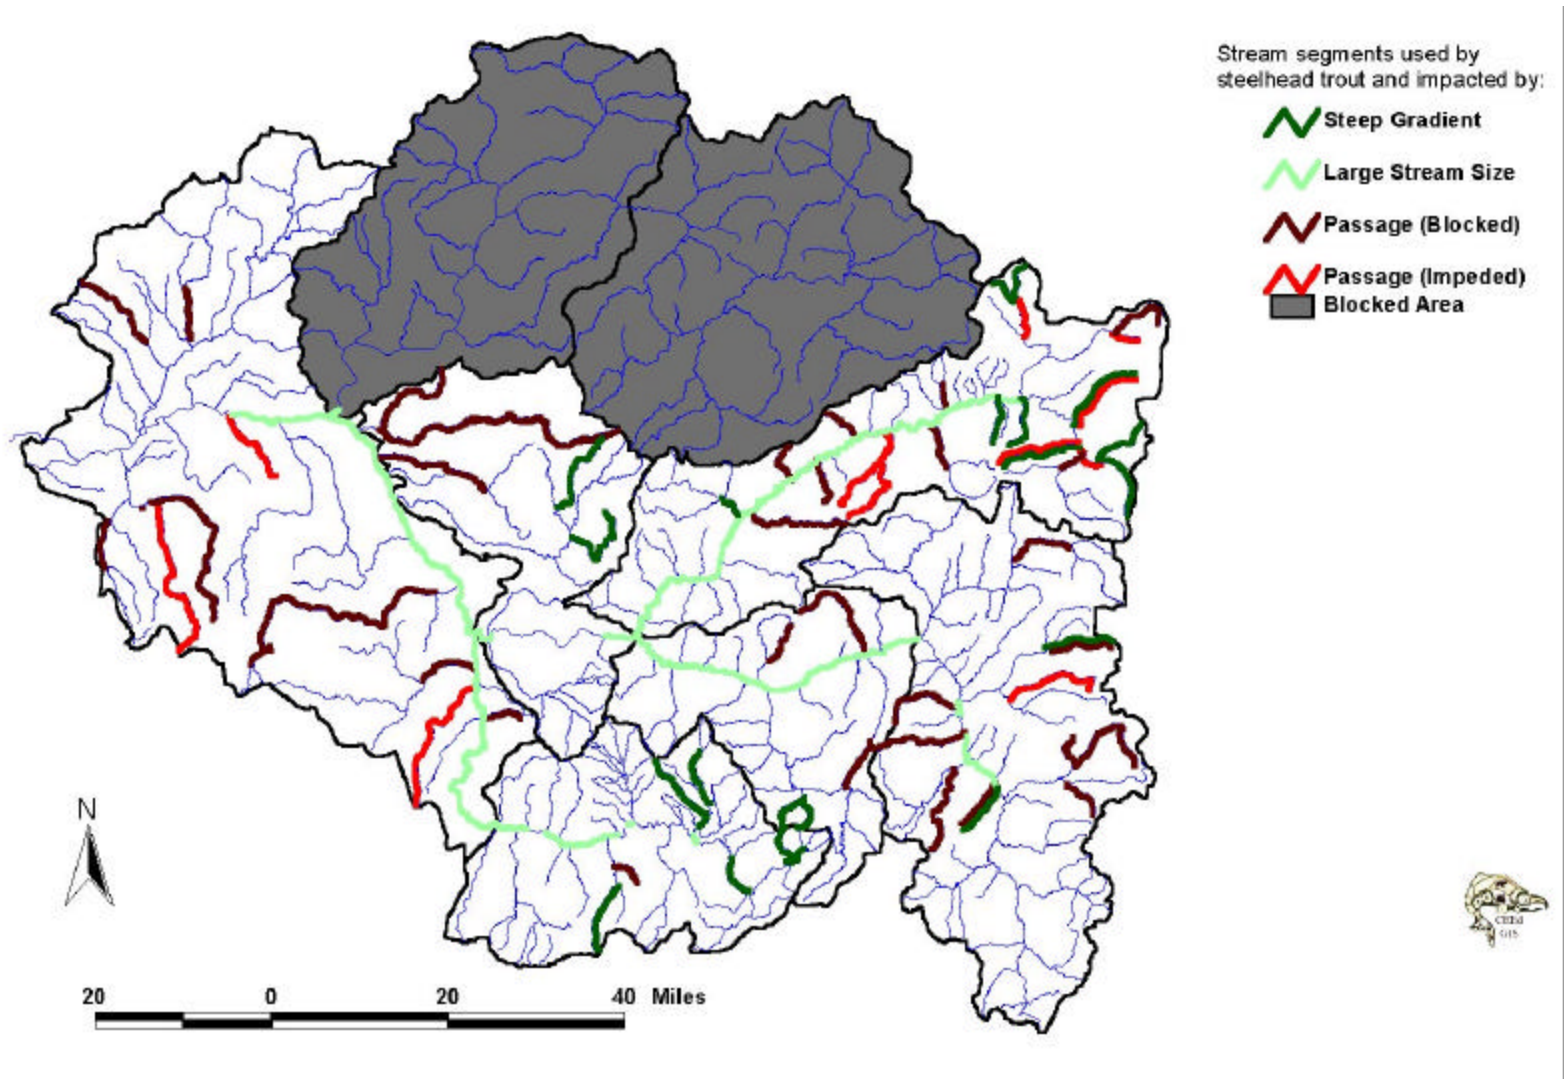 Stream segments used by
steelhead trout and impacted by:
Steep Gradient
Large Stream Size
Passage (Blocked)
Passage (Impeded)
Blocked Area
N
GIS
20 0 20 40 Miles